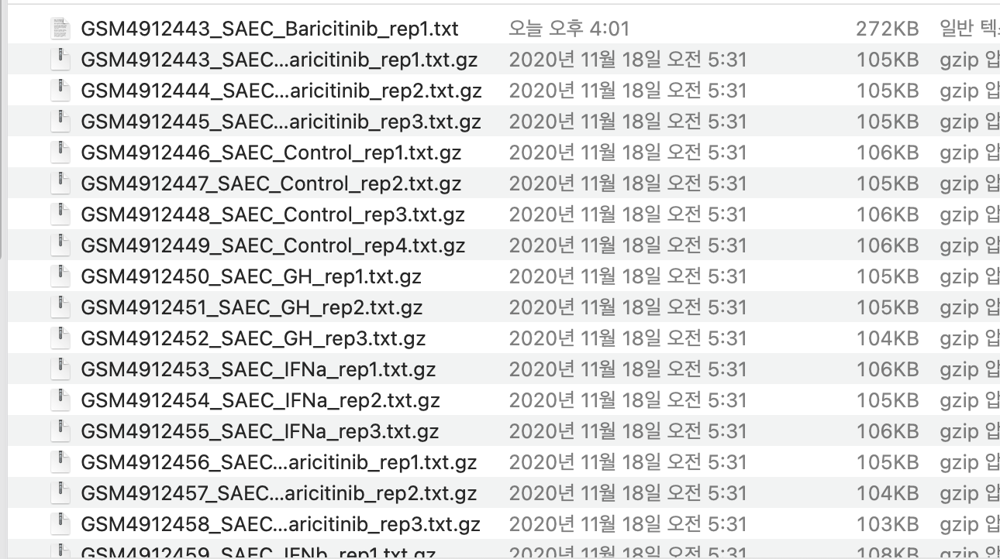 GSM4912443_SAEC_Baricitinib_rep1.txt 오늘 오후 4:01 272KB 일반 텍
GSM4912443_SAEC...aricitinib_rep1.txt.gz 2020년 11월 18일 오전 5:31 105KB gzip 압
GSM4912444_SAEC...aricitinib_rep2.txt.gz 2020년 11월 18일 오전 5:31 105KB gzip 압
GSM4912445_SAEC...aricitinib_rep3.txt.gz 2020년 11월 18일 오전 5:31 105KB gzip 압
GSM4912446_SAEC_Control_rep1.txt.gz 2020년 11월 18일 오전 5:31 106KB gzip 압
GSM4912447_SAEC_Control_rep2.txt.gz 2020년 11월 18일 오전 5:31 105KB gzip 압
GSM4912448_SAEC_Control_rep3.txt.gz 2020년 11월 18일 오전 5:31 106KB gzip 압
GSM4912449_SAEC_Control_rep4.txt.gz 2020년 11월 18일 오전 5:31 106KB gzip 압
GSM4912450_SAEC_GH_rep1.txt.gz 2020년 11월 18일 오전 5:31 105KB gzip 압
GSM4912451_SAEC_GH_rep2.txt.gz 2020년 11월 18일 오전 5:31 105KB gzip 압
GSM4912452_SAEC_GH_rep3.txt.gz 2020년 11월 18일 오전 5:31 104KB gzip 압
GSM4912453_SAEC_IFNa_rep1.txt.gz 2020년 11월 18일 오전 5:31 106KB gzip 압
GSM4912454_SAEC_IFNa_rep2.txt.gz 2020년 11월 18일 오전 5:31 105KB gzip 압
GSM4912455_SAEC_IFNa_rep3.txt.gz 2020년 11월 18일 오전 5:31 106KB gzip 압
GSM4912456_SAEC...aricitinib_rep1.txt.gz 2020년 11월 18일 오전 5:31 105KB gzip 압
GSM4912457_SAEC...aricitinib_rep2.txt.gz 2020년 11월 18일 오전 5:31 104KB gzip 압
GSM4912458_SAEC...aricitinib_rep3.txt.gz 2020년 11월 18일 오전 5:31 103KB gzip 압
GSM4912459_SAEC_IFNb_rep1.txt.gz 2020년 11월 18일 오전 5:31 108KB gzip 압